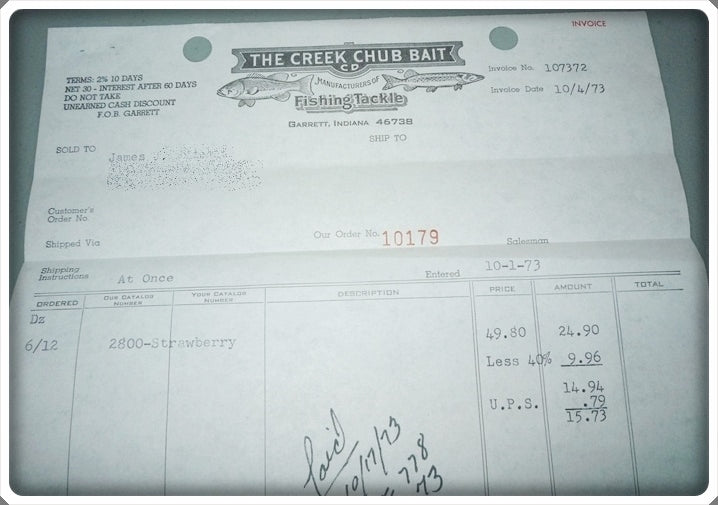 INVOICE
THE CREEK CHUB BAIT
CO
MANUFACTURERS OF
Fishing Tackle
GARRETT, INDIANA 46738
TERMS: 2% 10 DAYS
NET 30 - INTEREST AFTER 60 DAYS
DO NOT TAKE
UNEARNED CASH DISCOUNT
F.O.B. GARRETT
Invoice No. 107372
Invoice Date 10/4/73
SOLD TO
James
SHIP TO
Customer's
Order No.
Shipped Via
Our Order No. 10179
Salesman
Shipping
Instructions At Once
Entered 10-1-73
ORDERED OUR CATALOG NUMBER YOUR CATALOG NUMBER DESCRIPTION PRICE AMOUNT TOTAL
Dz
6/12 2800-Strawberry 49.80 24.90
Less 40% 9.96
14.94
U.P.S. .79
15.73
Paid
10/17/73
778
73